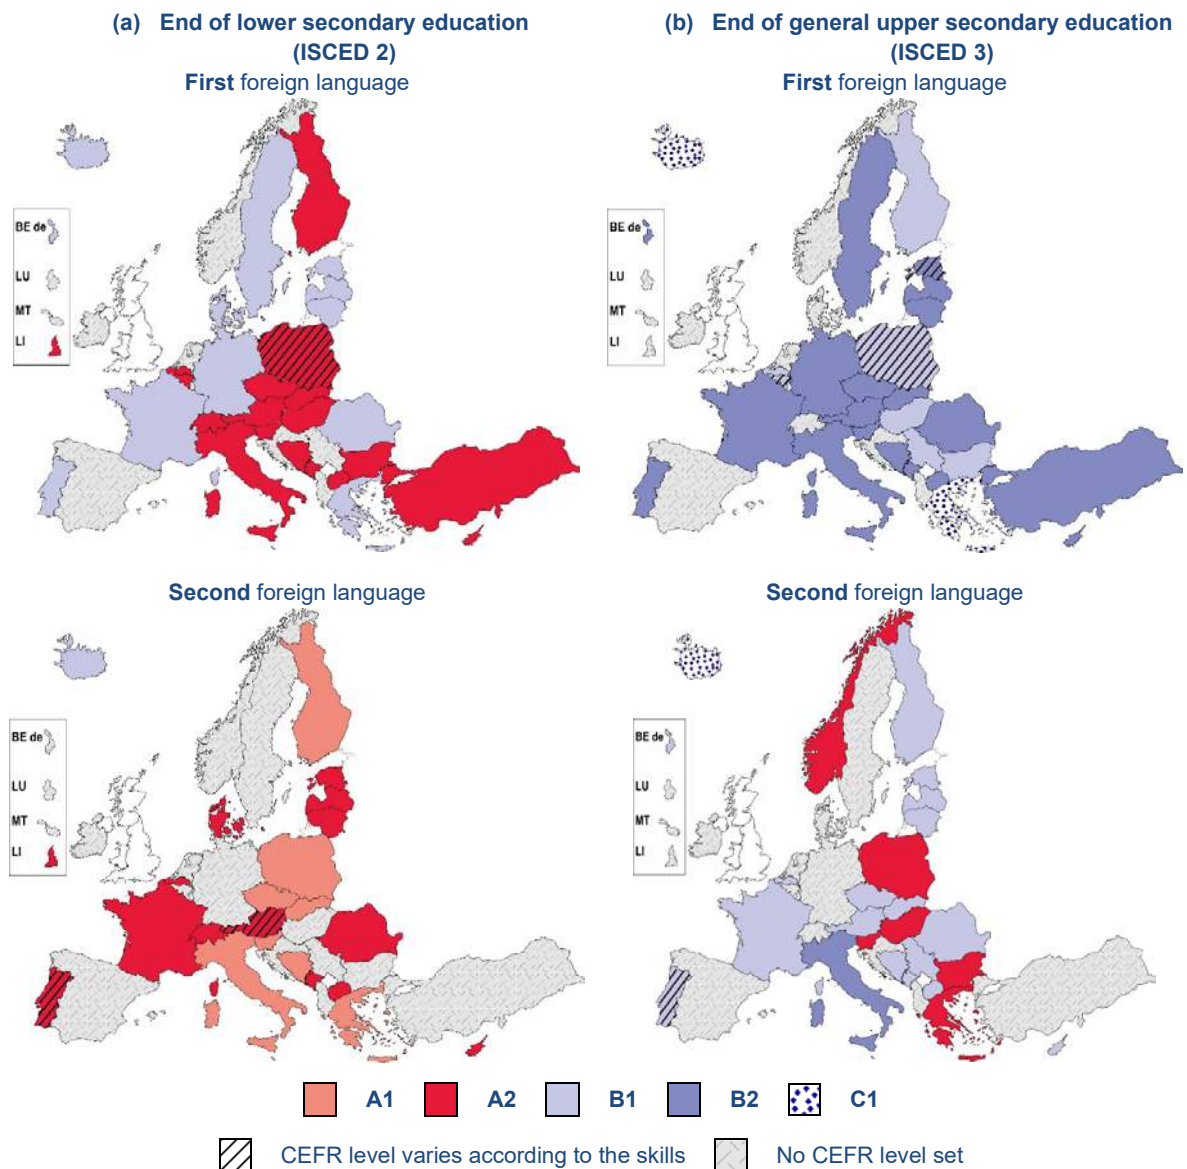 (a) End of lower secondary education
(ISCED 2)
First foreign language
(b) End of general upper secondary education
(ISCED 3)
First foreign language
BE de
LU
MT
LI
BE de
LU
MT
LI
Second foreign language
Second foreign language
BE de
LU
MT
LI
BE de
LU
MT
LI
A1 A2 B1 B2 C1
CEFR level varies according to the skills No CEFR level set